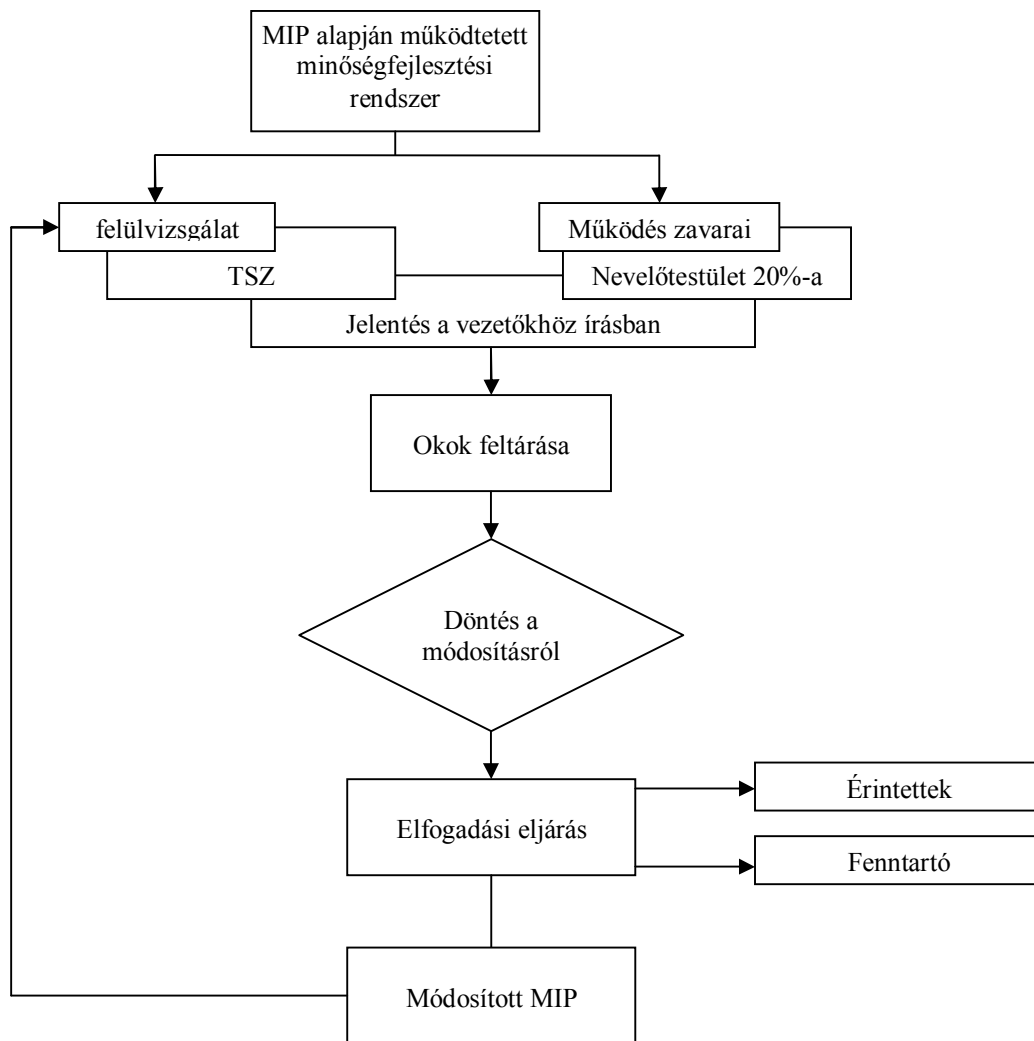 MIP alapján működtetett
minőségfejlesztési
rendszer
felülvizsgálat
Működés zavarai
TSZ
Nevelőtestület 20%-a
Jelentés a vezetőkhöz írásban
Okok feltárása
Döntés a
módosításról
Elfogadási eljárás
Érintettek
Fenntartó
Módosított MIP